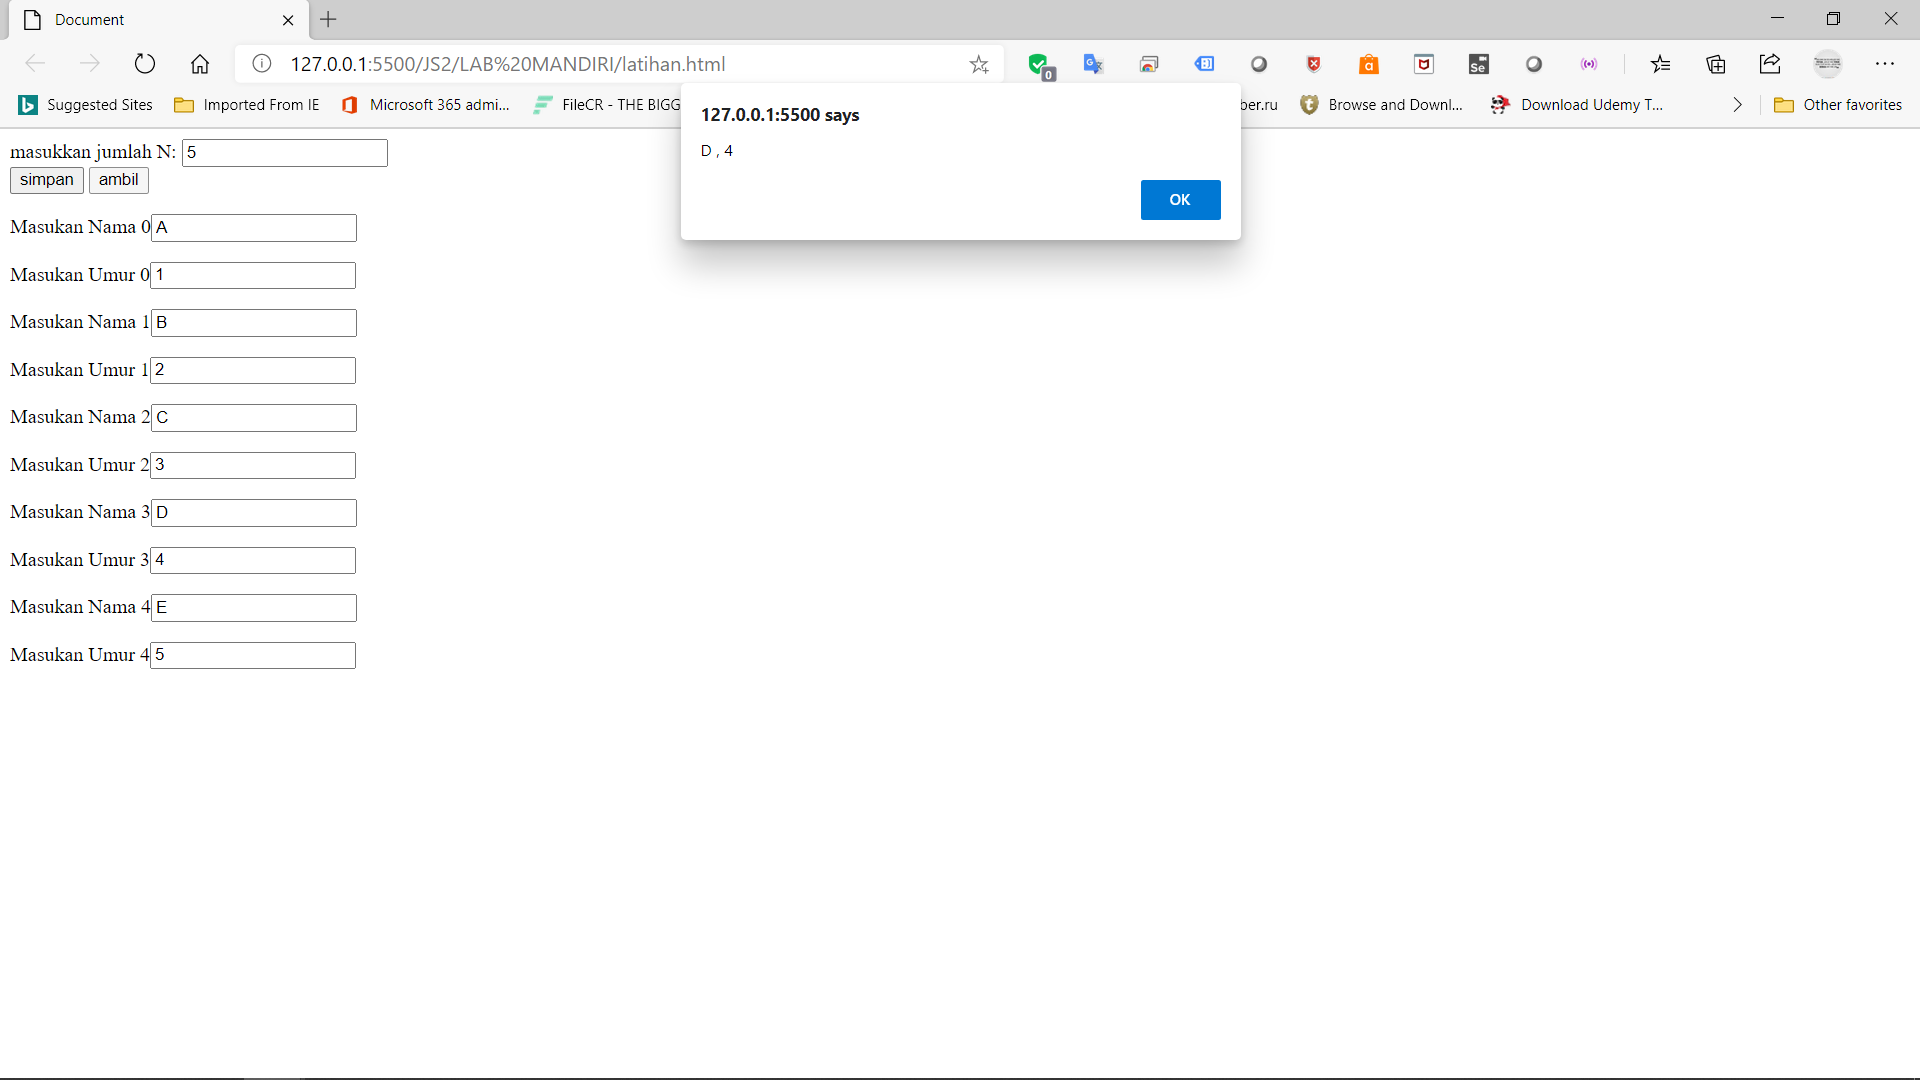 Document
127.0.0.1:5500/JS2/LAB%20MANDIRI/latihan.html
0
Suggested Sites
Imported From IE
Microsoft 365 admi...
FileCR - THE BIGG
ber.ru
Browse and Downl...
Download Udemy T...
Other favorites
127.0.0.1:5500 says
D , 4
OK
masukkan jumlah N: 5
simpan ambil
Masukan Nama 0 A
Masukan Umur 0 1
Masukan Nama 1 B
Masukan Umur 1 2
Masukan Nama 2 C
Masukan Umur 2 3
Masukan Nama 3 D
Masukan Umur 3 4
Masukan Nama 4 E
Masukan Umur 4 5